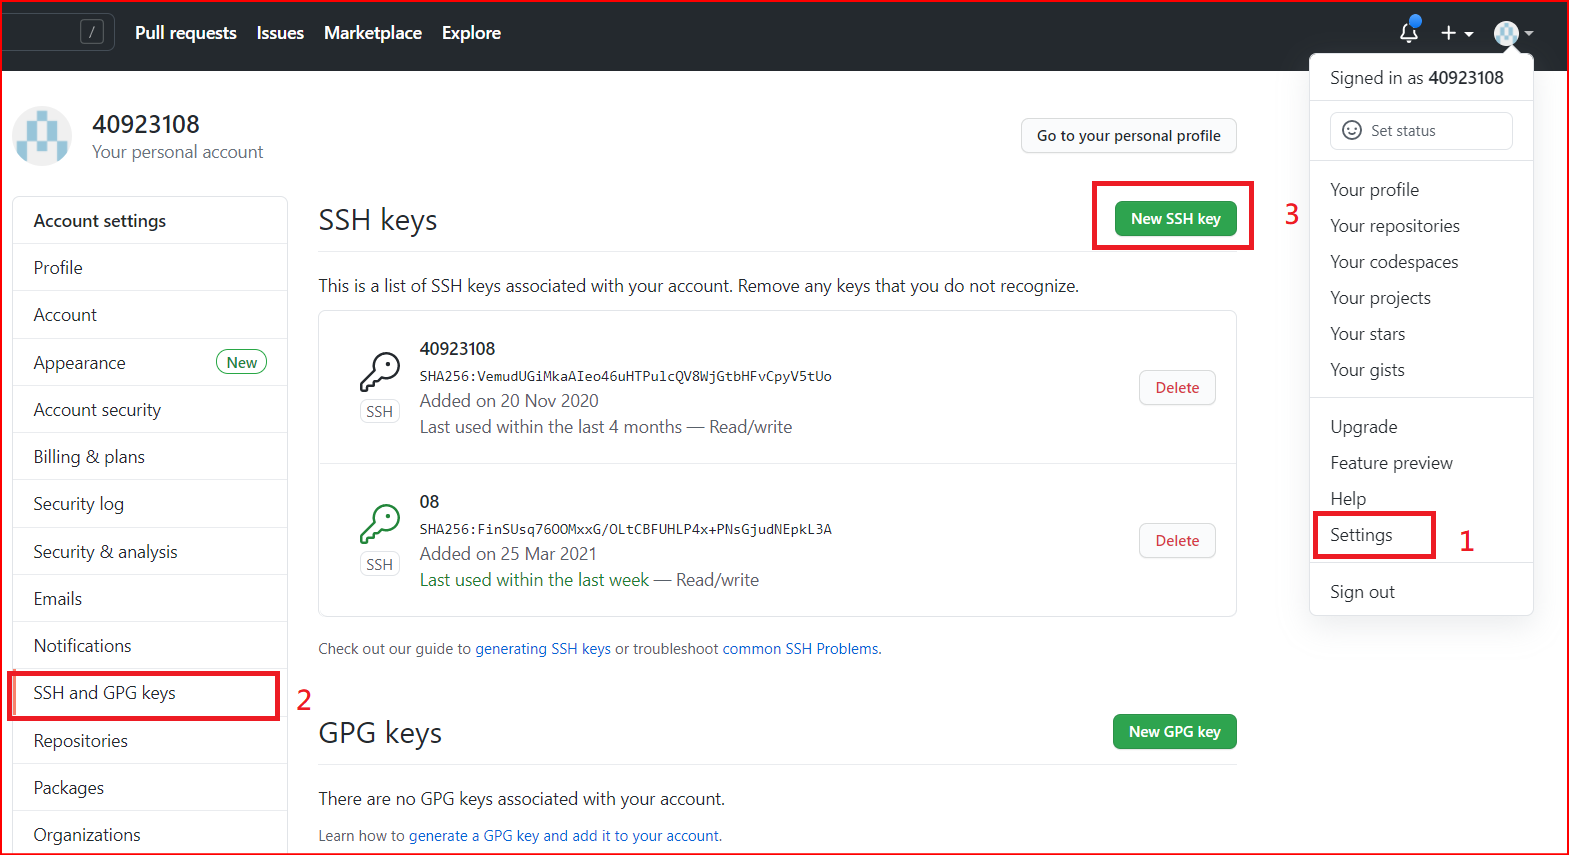 /
Pull requests Issues Marketplace Explore
Signed in as 40923108
Set status
Your profile
Your repositories
Your codespaces
Your projects
Your stars
Your gists
Upgrade
Feature preview
Help
Settings
1
Sign out
40923108
Your personal account
Go to your personal profile
Account settings
Profile
Account
Appearance New
Account security
Billing & plans
Security log
Security & analysis
Emails
Notifications
SSH and GPG keys
2
Repositories
Packages
Organizations
SSH keys
New SSH key
3
This is a list of SSH keys associated with your account. Remove any keys that you do not recognize.
40923108
SHA256:VemudUGiMkaAIeo46uHTPulcQV8WjGtbHFvCpyV5tUo
Added on 20 Nov 2020
Last used within the last 4 months — Read/write
SSH
Delete
08
SHA256:FinSUsq76OOMxxG/OLtCBFUHLP4x+PNsGjudNEpkL3A
Added on 25 Mar 2021
Last used within the last week — Read/write
SSH
Delete
Check out our guide to generating SSH keys or troubleshoot common SSH Problems.
GPG keys
New GPG key
There are no GPG keys associated with your account.
Learn how to generate a GPG key and add it to your account.